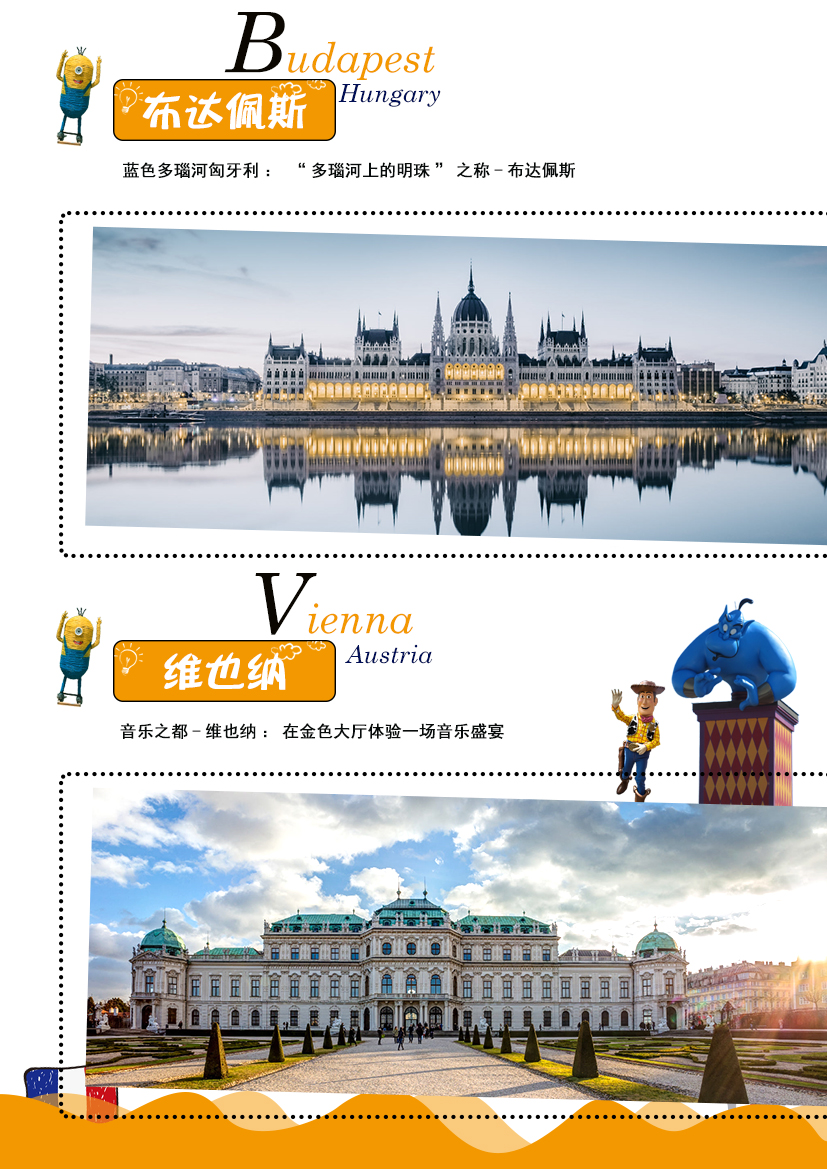 Budapest
Hungary
布达佩斯
蓝色多瑙河匈牙利： “多瑙河上的明珠” 之称－布达佩斯
Vienna
Austria
维也纳
音乐之都－维也纳：在金色大厅体验一场音乐盛宴